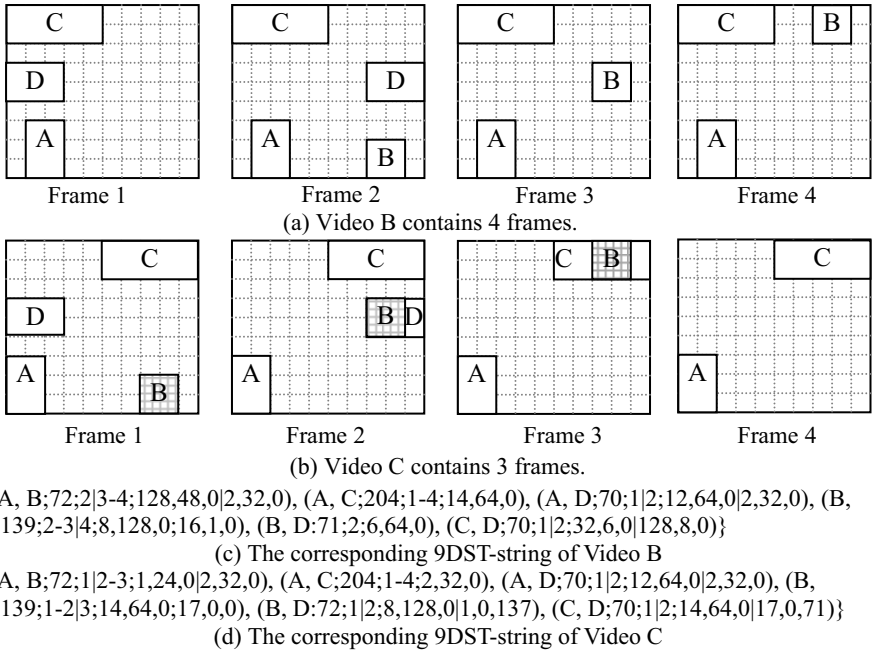 C C C C B
D D B
A A B A A
Frame 1 Frame 2 Frame 3 Frame 4
(a) Video B contains 4 frames.
C C C B C
D B D
A B A A A
Frame 1 Frame 2 Frame 3 Frame 4
(b) Video C contains 3 frames.
A, B;72;2|3-4;128,48,0|2,32,0), (A, C;204;1-4;14,64,0), (A, D;70;1|2;12,64,0|2,32,0), (B,
139;2-3|4;8,128,0;16,1,0), (B, D:71;2;6,64,0), (C, D;70;1|2;32,6,0|128,8,0)}
(c) The corresponding 9DST-string of Video B
A, B;72;1|2-3;1,24,0|2,32,0), (A, C;204;1-4;2,32,0), (A, D;70;1|2;12,64,0|2,32,0), (B,
139;1-2|3;14,64,0;17,0,0), (B, D:72;1|2;8,128,0|1,0,137), (C, D;70;1|2;14,64,0|17,0,71)}
(d) The corresponding 9DST-string of Video C